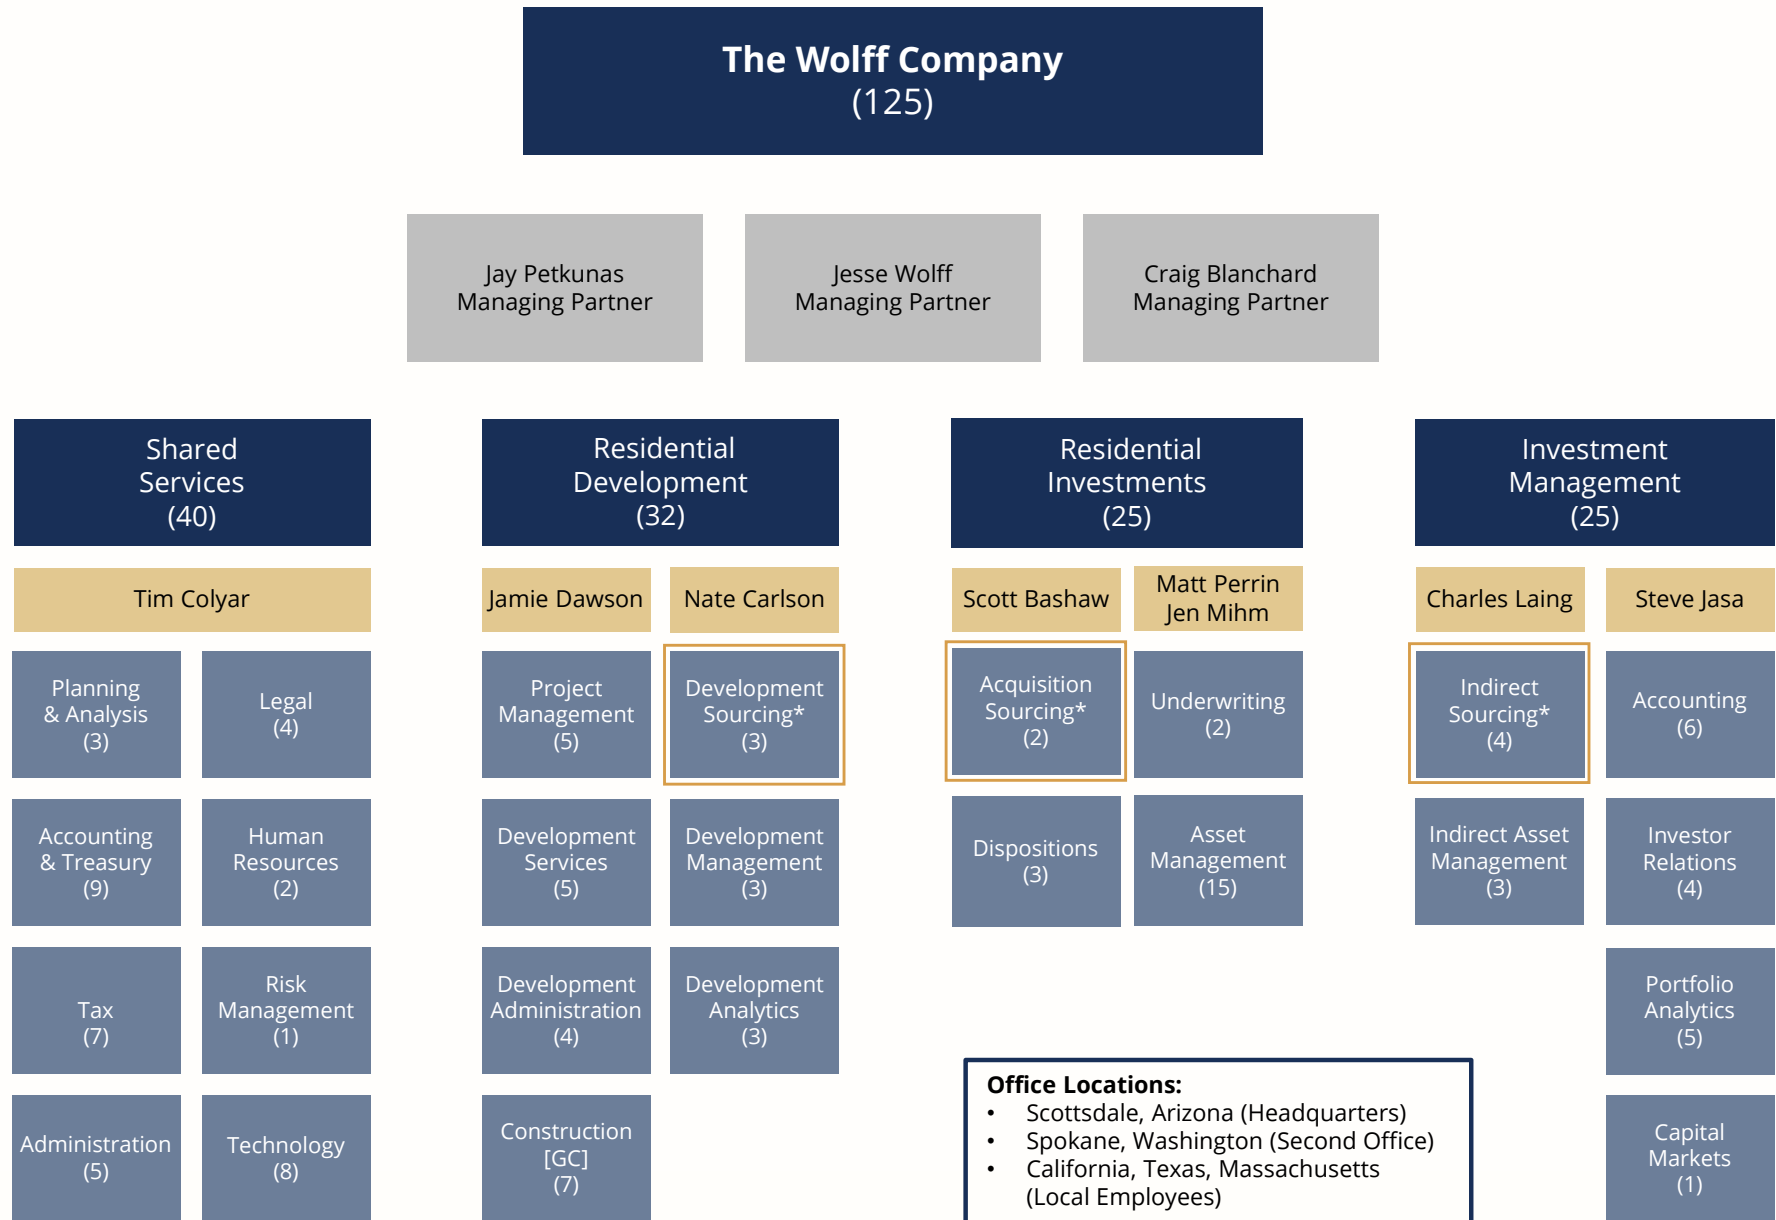 The Wolff Company
(125)
Jay Petkunas
Managing Partner
Jesse Wolff
Managing Partner
Craig Blanchard
Managing Partner
Shared
Services
(40)
Residential
Development
(32)
Residential
Investments
(25)
Investment
Management
(25)
Tim Colyar
Jamie Dawson
Nate Carlson
Scott Bashaw
Matt Perrin
Jen Mihm
Charles Laing
Steve Jasa
Planning
& Analysis
(3)
Legal
(4)
Project
Management
(5)
Development
Sourcing*
(3)
Acquisition
Sourcing*
(2)
Underwriting
(2)
Indirect
Sourcing*
(4)
Accounting
(6)
Accounting
& Treasury
(9)
Human
Resources
(2)
Development
Services
(5)
Development
Management
(3)
Dispositions
(3)
Asset
Management
(15)
Indirect Asset
Management
(3)
Investor
Relations
(4)
Tax
(7)
Risk
Management
(1)
Development
Administration
(4)
Development
Analytics
(3)
Portfolio
Analytics
(5)
Administration
(5)
Technology
(8)
Construction
[GC]
(7)
Capital
Markets
(1)
Office Locations:
• Scottsdale, Arizona (Headquarters)
• Spokane, Washington (Second Office)
• California, Texas, Massachusetts
(Local Employees)